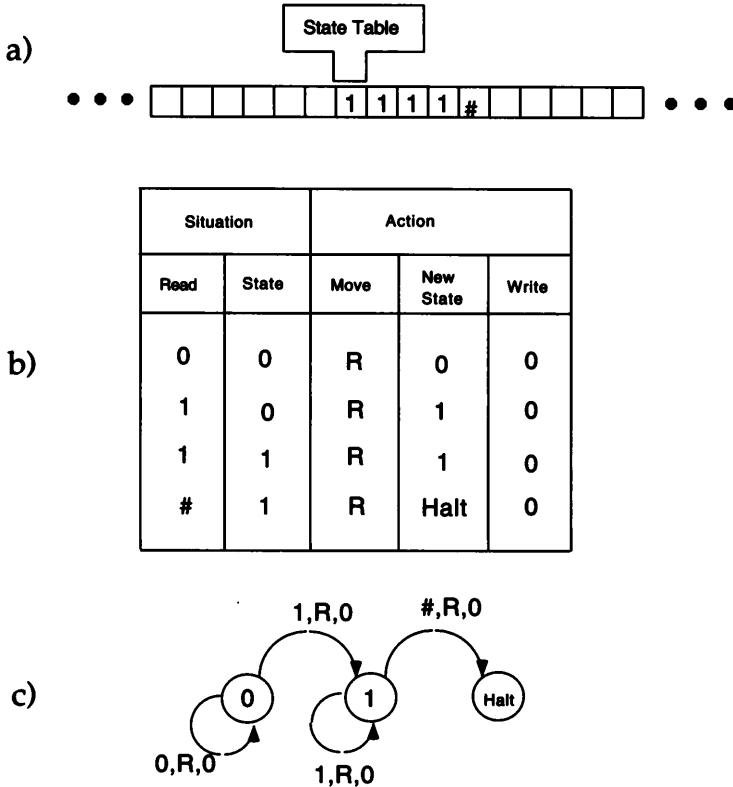 State Table
a)
1 1 1 1 #
Situation Action
Read State Move New State Write
b)
0 0 R 0 0
1 0 R 1 0
1 1 R 1 0
# 1 R Halt 0
1,R,0 #,R,0
c)
0 1 Halt
0,R,0
1,R,0